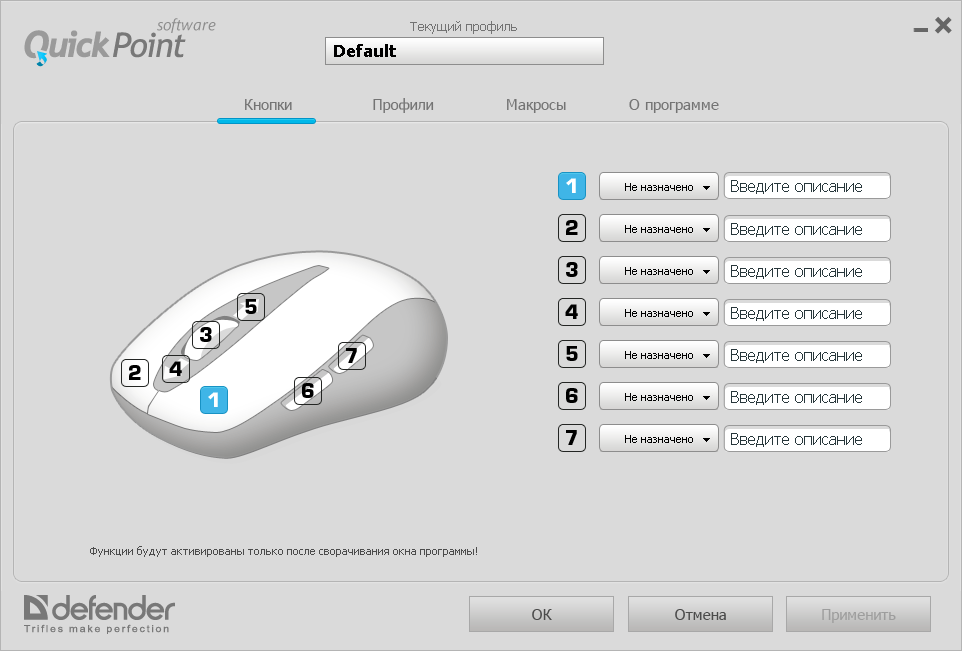 software
QuickPoint
Текущий профиль
Default
Кнопки Профили Макросы О программе
1 Не назначено Введите описание
2 Не назначено Введите описание
3 Не назначено Введите описание
4 Не назначено Введите описание
5 Не назначено Введите описание
6 Не назначено Введите описание
7 Не назначено Введите описание
5
3
7
2 4
6
1
Функции будут активированы только после сворачивания окна программы!
defender
Trifles make perfection
ОК Отмена Применить